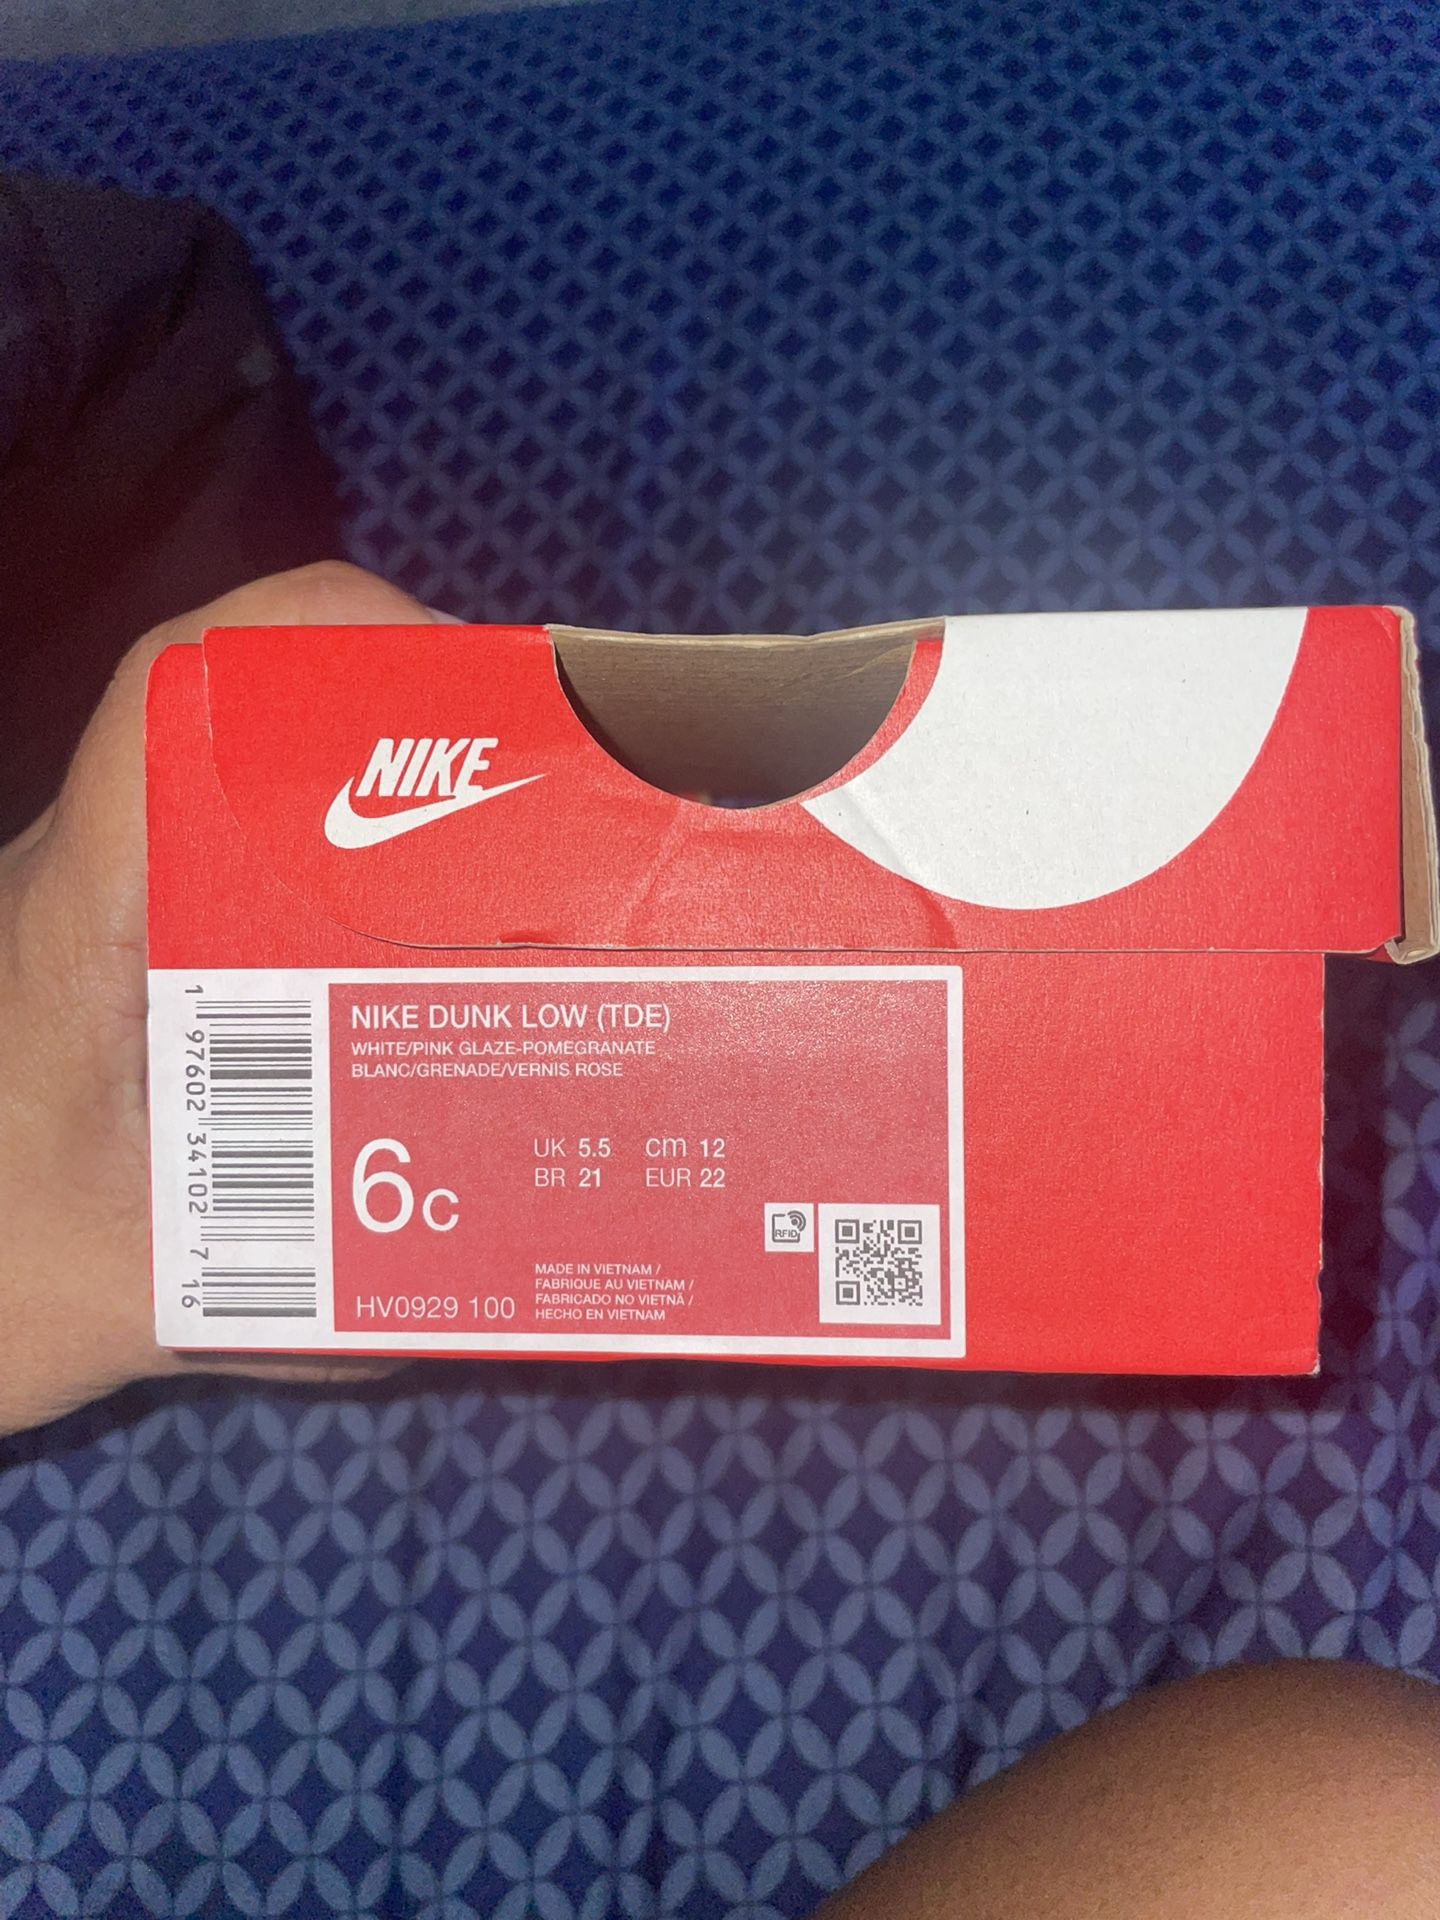 NIKE
NIKE DUNK LOW (TDE)
WHITE/PINK GLAZE-POMEGRANATE
BLANC/GRENADE/VERNIS ROSE
6c
UK 5.5 cm 12
BR 21 EUR 22
RFID
MADE IN VIETNAM /
FABRIQUE AU VIETNAM /
FABRICADO NO VIETNÃ /
HECHO EN VIETNAM
HV0929 100
1 97602 34102 7 16